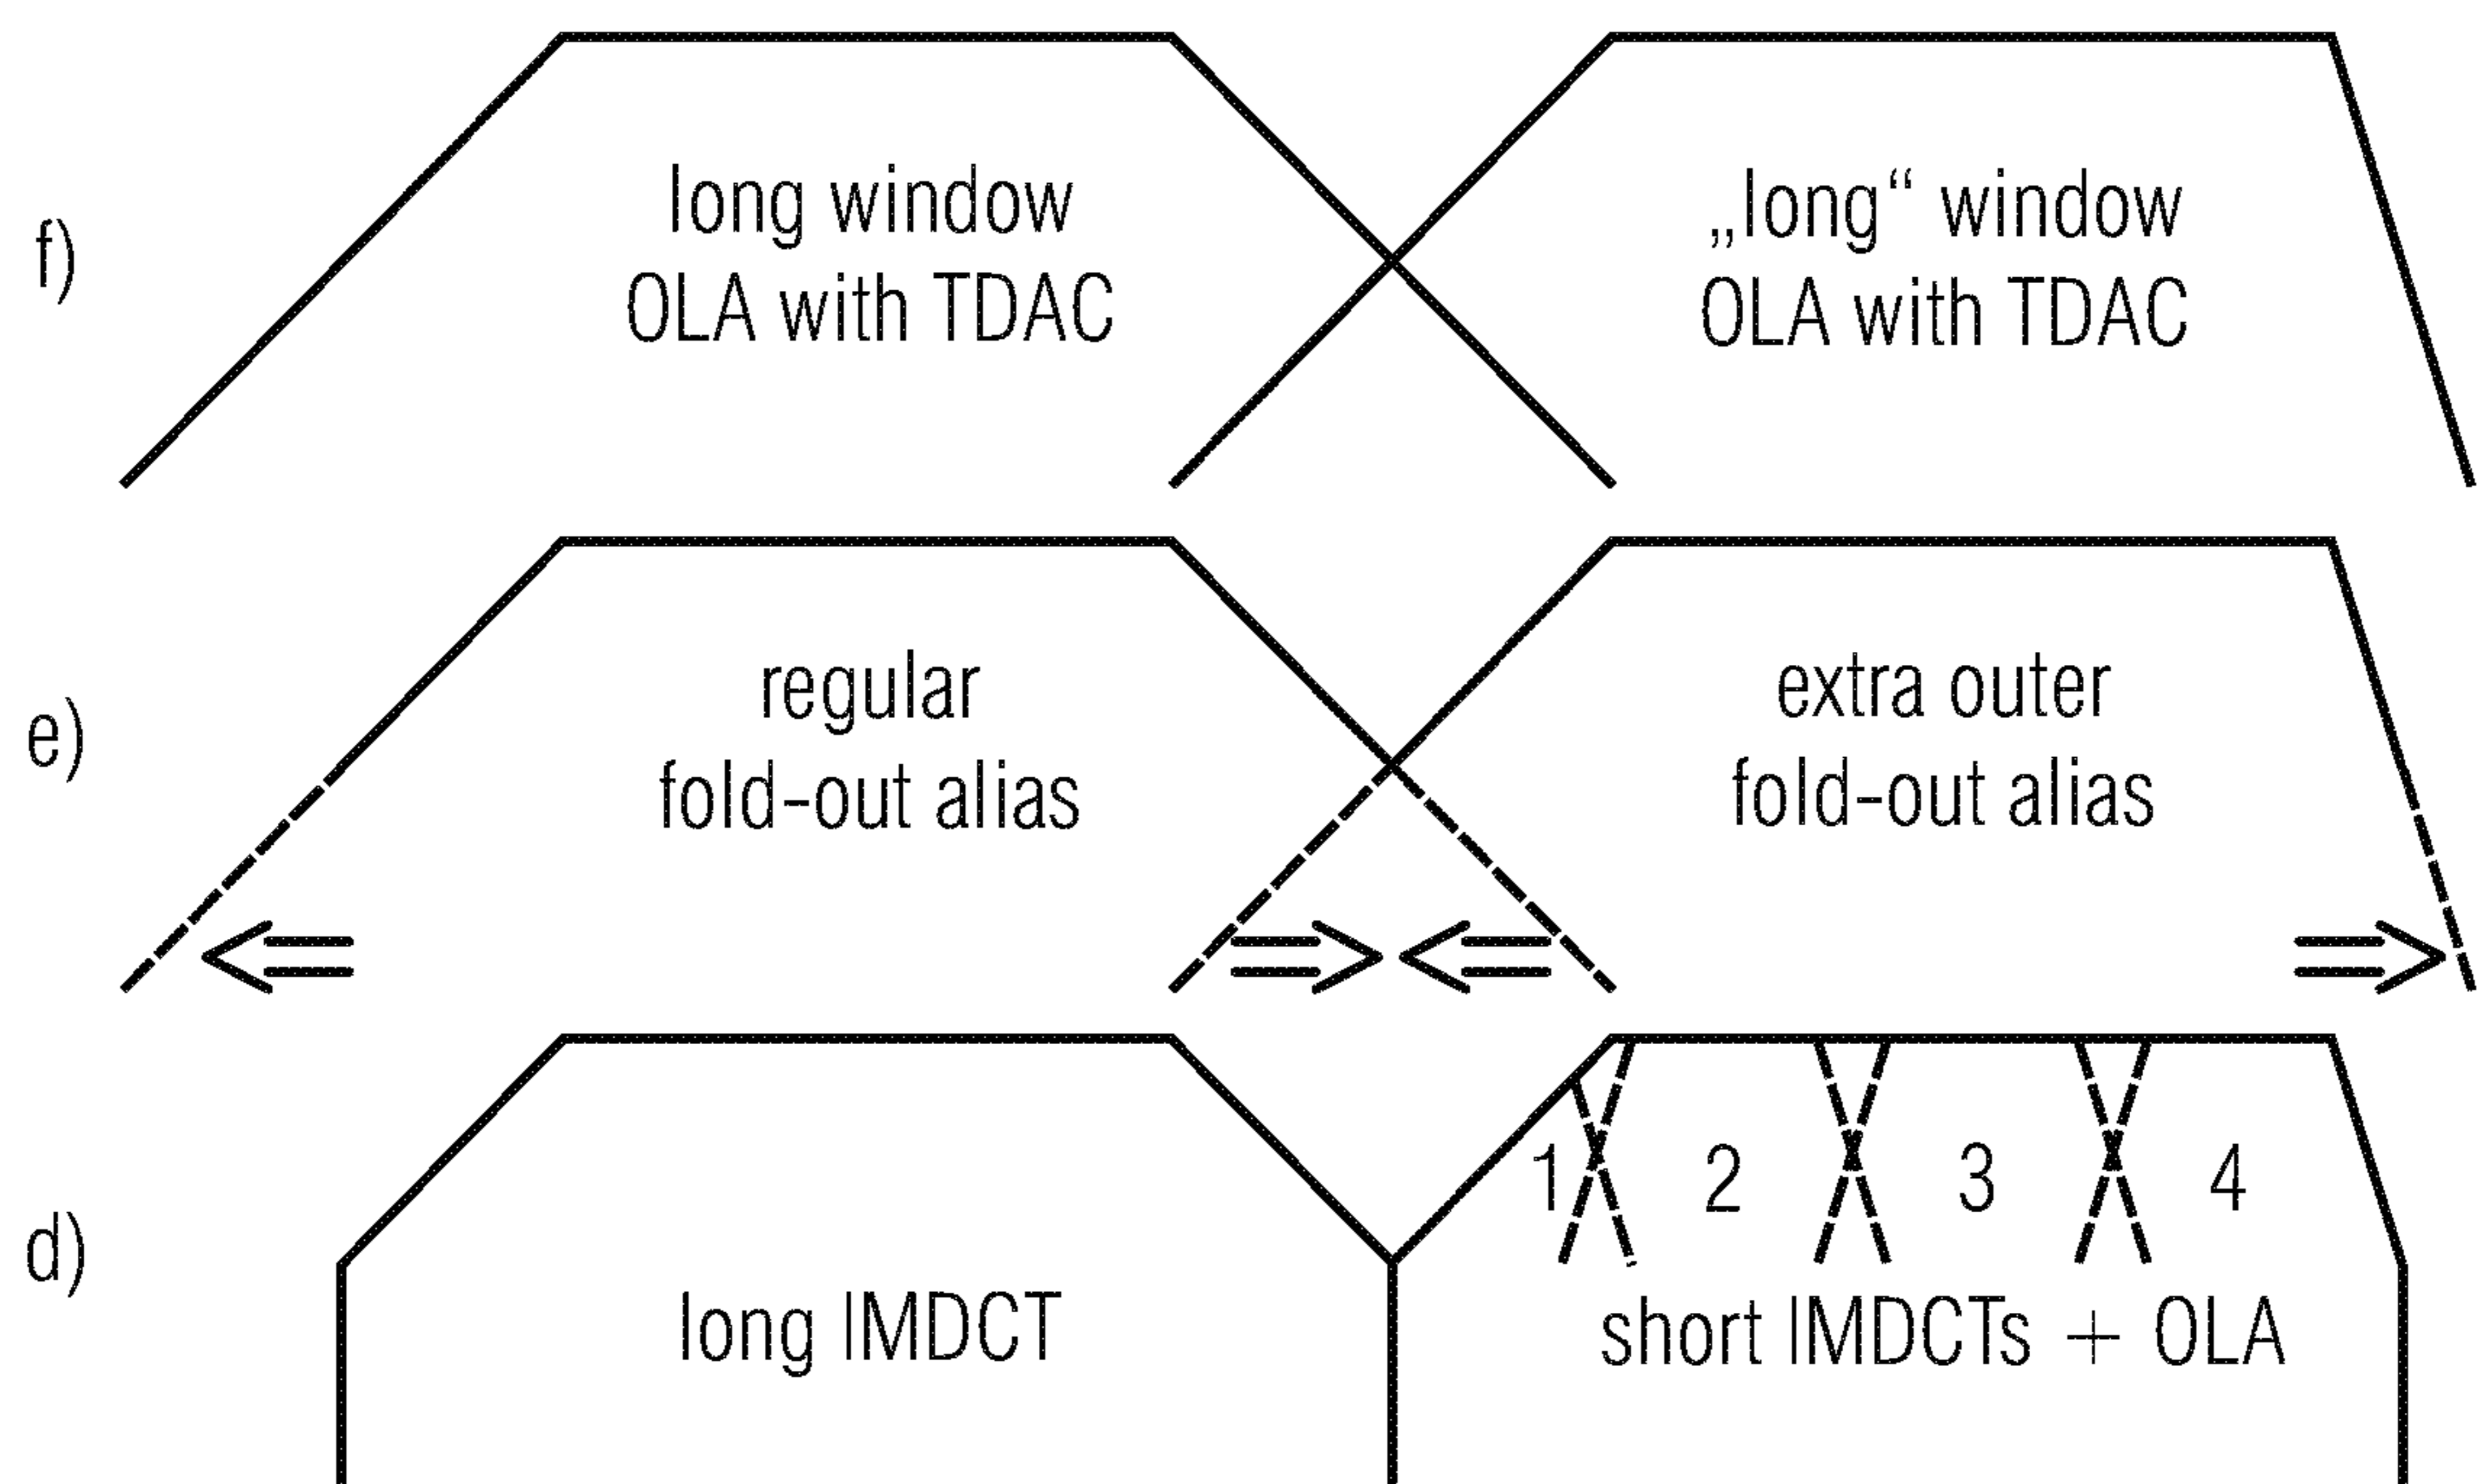 f)
long window
OLA with TDAC
„long“ window
OLA with TDAC
e)
regular
fold-out alias
extra outer
fold-out alias
d)
long IMDCT
1 2 3 4
short IMDCTs + OLA